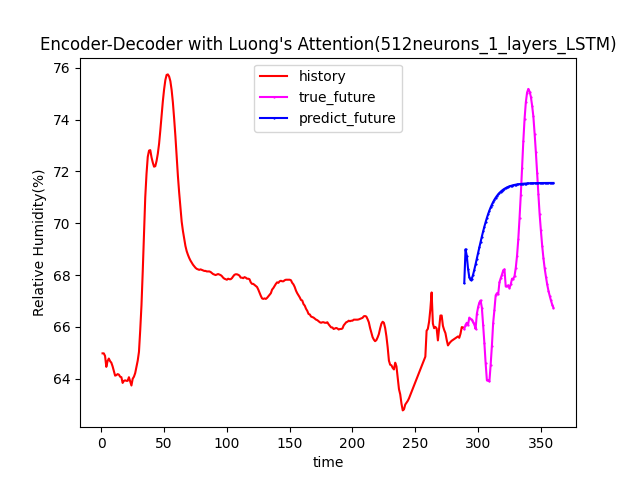 Encoder-Decoder with Luong's Attention(512neurons_1_layers_LSTM)
history
true_future
predict_future
Relative Humidity(%)
76
74
72
70
68
66
64
0 50 100 150 200 250 300 350
time